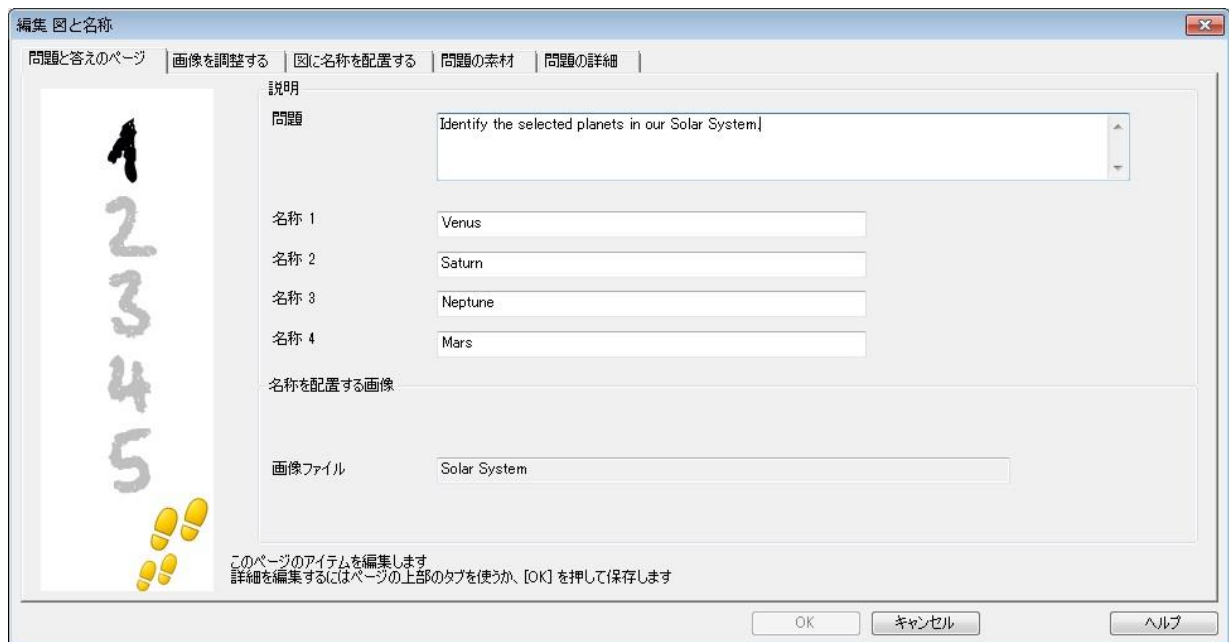 編集 図と名称
問題と答えのページ 画像を調整する 図に名称を配置する 問題の素材 問題の詳細
1
2
3
4
5
説明
問題 Identify the selected planets in our Solar System.
名称 1 Venus
名称 2 Saturn
名称 3 Neptune
名称 4 Mars
名称を配置する画像
画像ファイル Solar System
このページのアイテムを編集します
詳細を編集するにはページの上部のタブを使うか、[OK] を押して保存します
OK キャンセル ヘルプ